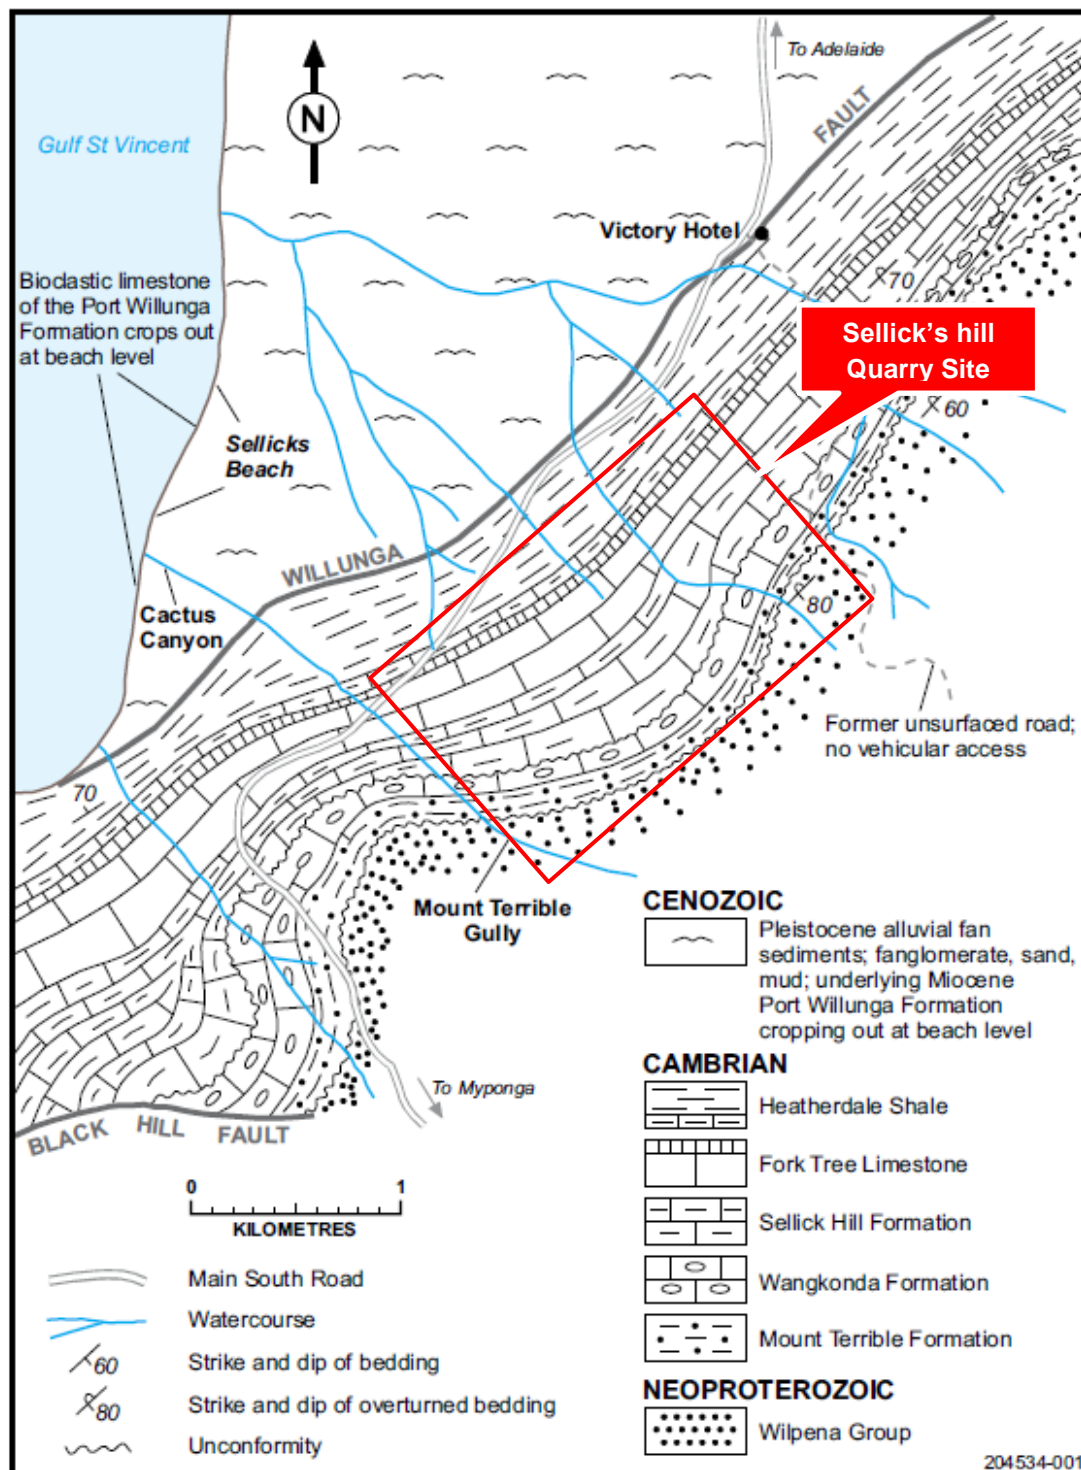 To Adelaide
N
FAULT
Gulf St Vincent
Victory Hotel
Bioclastic limestone
of the Port Willunga
Formation crops out
at beach level
70
Sellick's hill
Quarry Site
60
Sellicks
Beach
WILLUNGA
Cactus
Canyon
80
Former unsurfaced road;
no vehicular access
70
Mount Terrible
Gully
To Myponga
BLACK HILL FAULT
0 1
KILOMETRES
Main South Road
Watercourse
60 Strike and dip of bedding
80 Strike and dip of overturned bedding
Unconformity
CENOZOIC
Pleistocene alluvial fan
sediments; fanglomerate, sand,
mud; underlying Miocene
Port Willunga Formation
cropping out at beach level
CAMBRIAN
Heatherdale Shale
Fork Tree Limestone
Sellick Hill Formation
Wangkonda Formation
Mount Terrible Formation
NEOPROTEROZOIC
Wilpena Group
204534-001